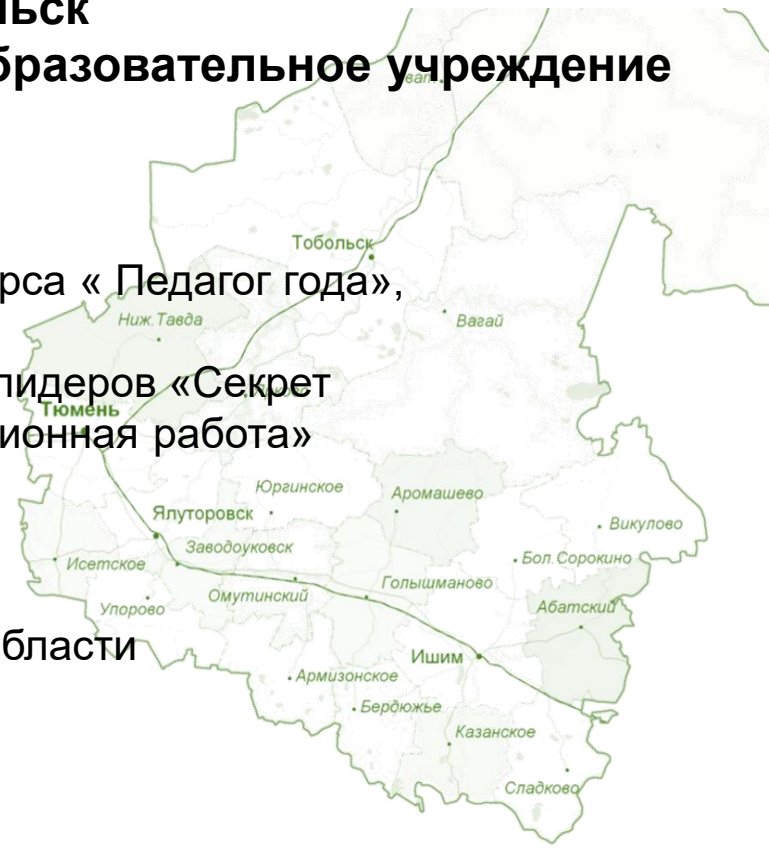 льск
бразовательное учреждение
Тобольск
рса « Педагог года»,
Ниж.Тавда
Вагай
лидеров «Секрет
Тюмень
ионная работа»
Юргинское
Аромашево
Ялуторовск
Викулово
Заводоуковск
Бол.Сорокино
Исетское
Голышманово
Омутинский
Упорово
Абатский
бласти
Ишим
Армизонское
Бердюжье
Казанское
Сладково